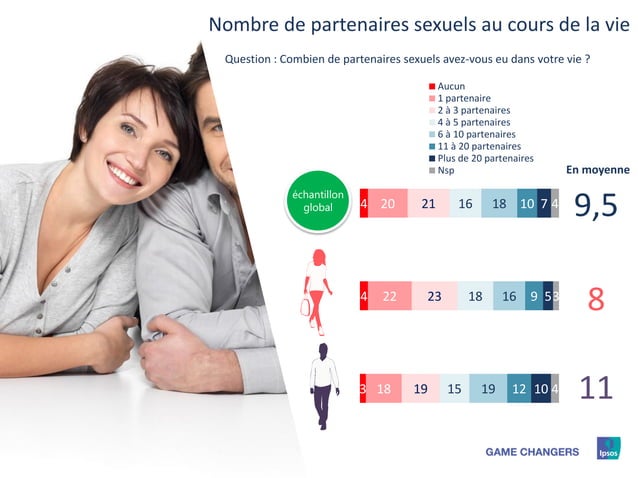 Nombre de partenaires sexuels au cours de la vie
Question : Combien de partenaires sexuels avez-vous eu dans votre vie ?
Aucun
1 partenaire
2 à 3 partenaires
4 à 5 partenaires
6 à 10 partenaires
11 à 20 partenaires
Plus de 20 partenaires
Nsp
En moyenne
échantillon
global
4 20 21 16 18 10 7 4
9,5
4 22 23 18 16 9 5 3
8
3 18 19 15 19 12 10 4
11
GAME CHANGERS
Ipsos